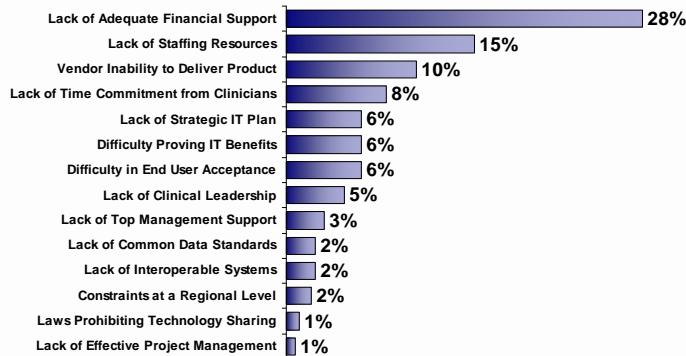 Lack of Adequate Financial Support 28%
Lack of Staffing Resources 15%
Vendor Inability to Deliver Product 10%
Lack of Time Commitment from Clinicians 8%
Lack of Strategic IT Plan 6%
Difficulty Proving IT Benefits 6%
Difficulty in End User Acceptance 6%
Lack of Clinical Leadership 5%
Lack of Top Management Support 3%
Lack of Common Data Standards 2%
Lack of Interoperable Systems 2%
Constraints at a Regional Level 2%
Laws Prohibiting Technology Sharing 1%
Lack of Effective Project Management 1%